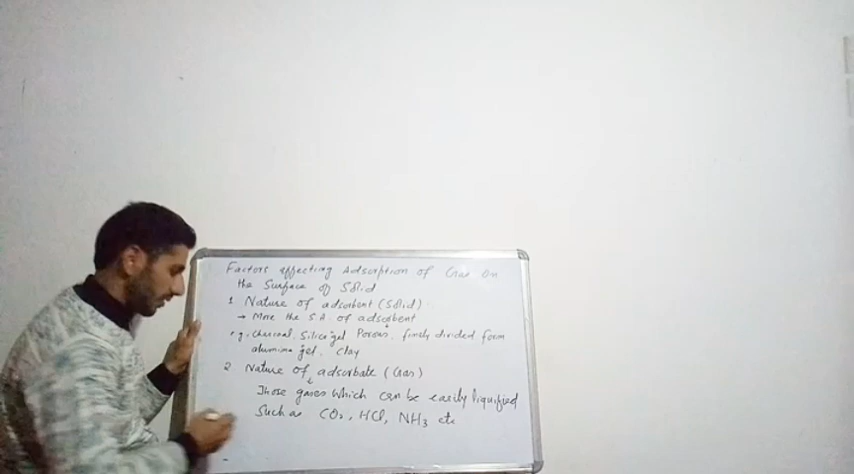 Factors affecting Adsorption of Gas on
the Surface of Solid
1 Nature of adsorbent (Solid)
→ More the S.A. of adsorbent
e.g. Charcoal, Silica gel Porous, finely divided form
alumina gel, Clay
2 Nature of adsorbate (Gas)
Those gases which can be easily liquified
Such as CO₂, HCl, NH₃ etc